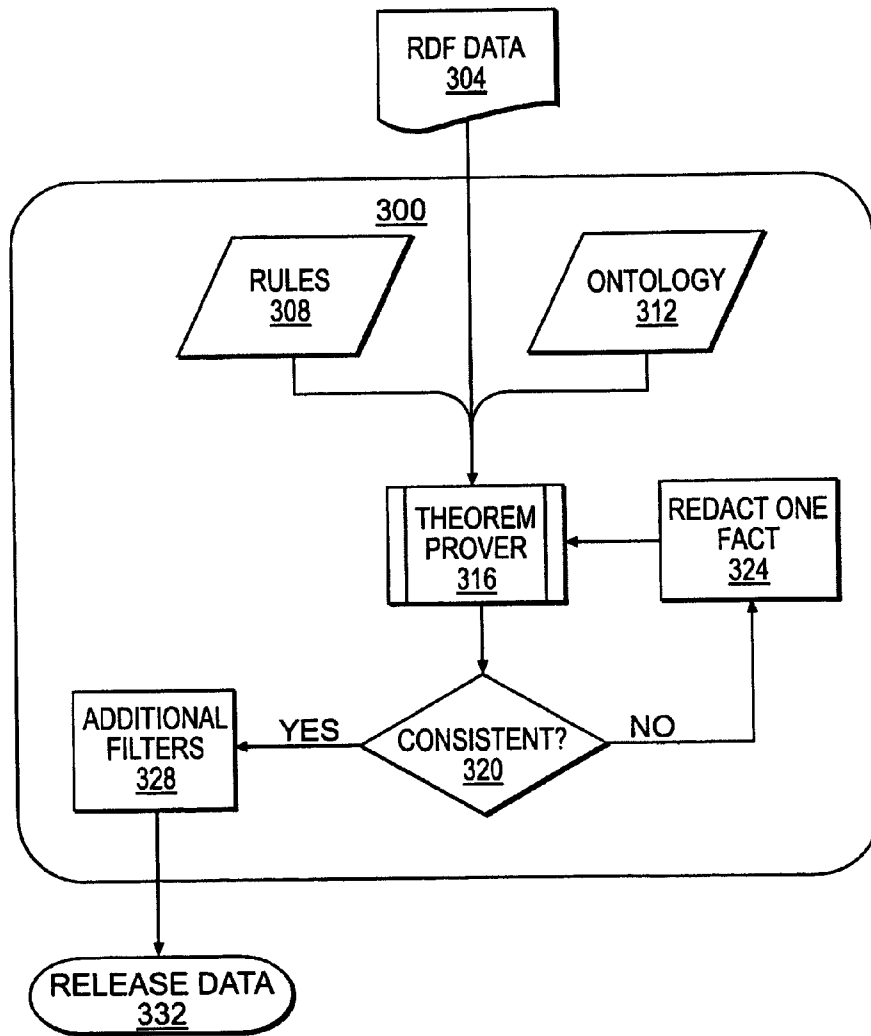 RDF DATA
304
300
RULES
308
ONTOLOGY
312
THEOREM
PROVER
316
REDACT ONE
FACT
324
CONSISTENT?
320
YES
NO
ADDITIONAL
FILTERS
328
RELEASE DATA
332